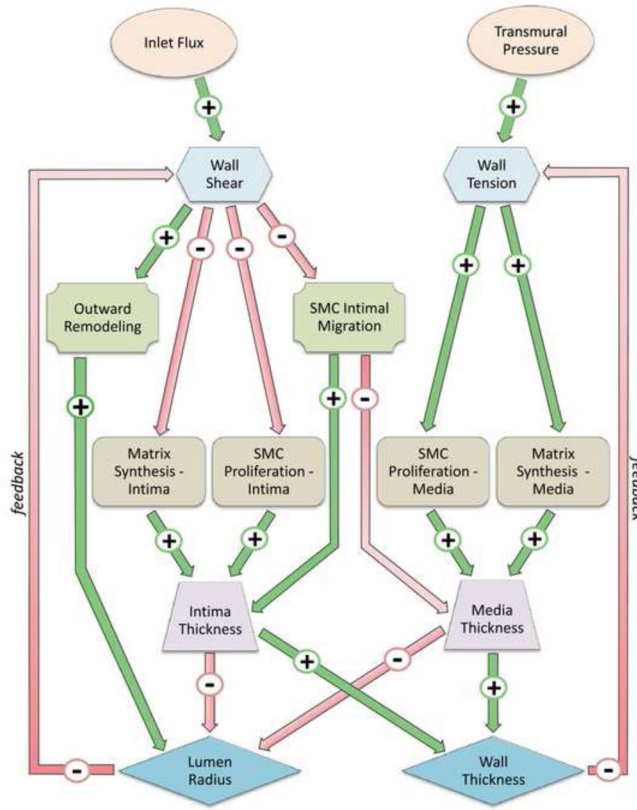 Inlet Flux
Transmural
Pressure
+
+
Wall
Shear
Wall
Tension
+
-
-
-
+
+
Outward
Remodeling
SMC Intimal
Migration
+
+
-
Matrix
Synthesis -
Intima
SMC
Proliferation -
Intima
SMC
Proliferation -
Media
Matrix
Synthesis -
Media
feedback
feedback
+
+
+
+
Intima
Thickness
Media
Thickness
-
+
-
+
Lumen
Radius
Wall
Thickness
-
-